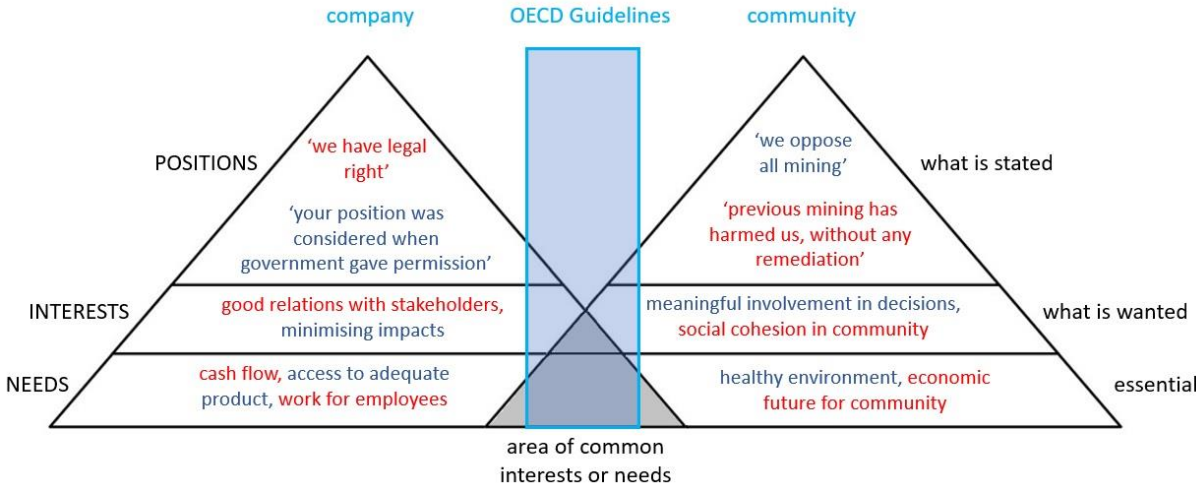 company
OECD Guidelines
community
POSITIONS
‘we have legal
right’
‘your position was
considered when
government gave permission’
‘we oppose
all mining’
‘previous mining has
harmed us, without any
remediation’
what is stated
INTERESTS
good relations with stakeholders,
minimising impacts
meaningful involvement in decisions,
social cohesion in community
what is wanted
NEEDS
cash flow, access to adequate
product, work for employees
healthy environment, economic
future for community
essential
area of common
interests or needs